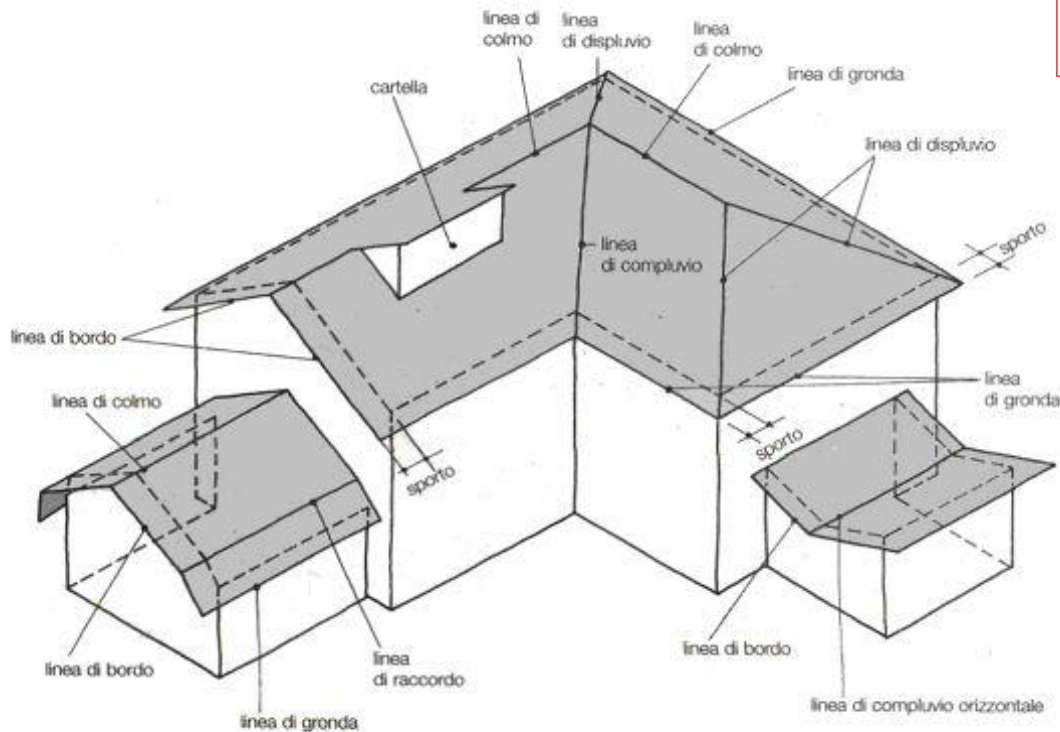 linea di
colmo
linea
di displuvio
linea
di colmo
linea di gronda
cartella
linea di displuvio
sporto
linea
di compluvio
linea di bordo
linea di colmo
linea
di gronda
sporto
sporto
linea di bordo
linea
di raccordo
linea di gronda
linea di bordo
linea di compluvio orizzontale